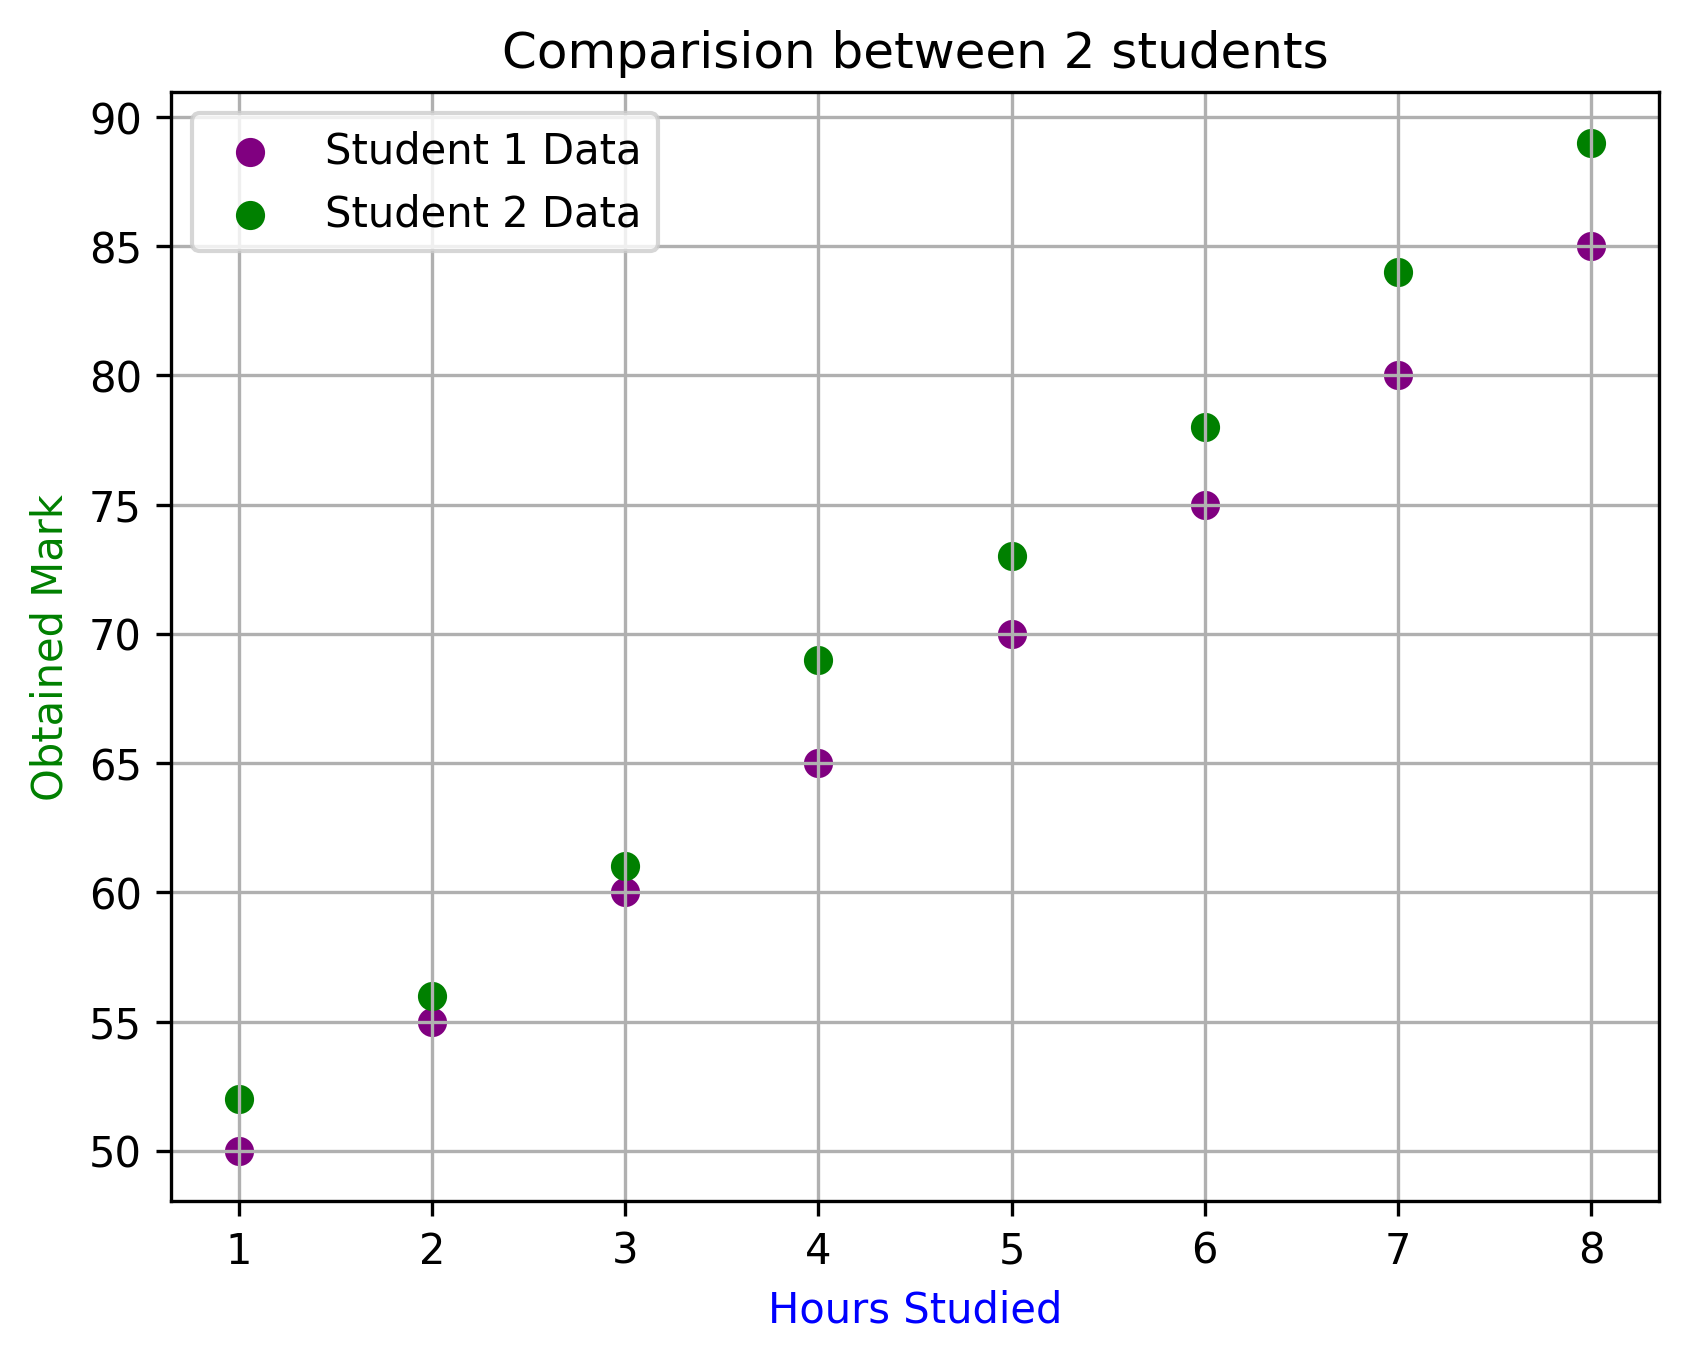 Comparision between 2 students
90
85
80
75
70
65
60
55
50
Student 1 Data
Student 2 Data
Obtained Mark
1 2 3 4 5 6 7 8
Hours Studied